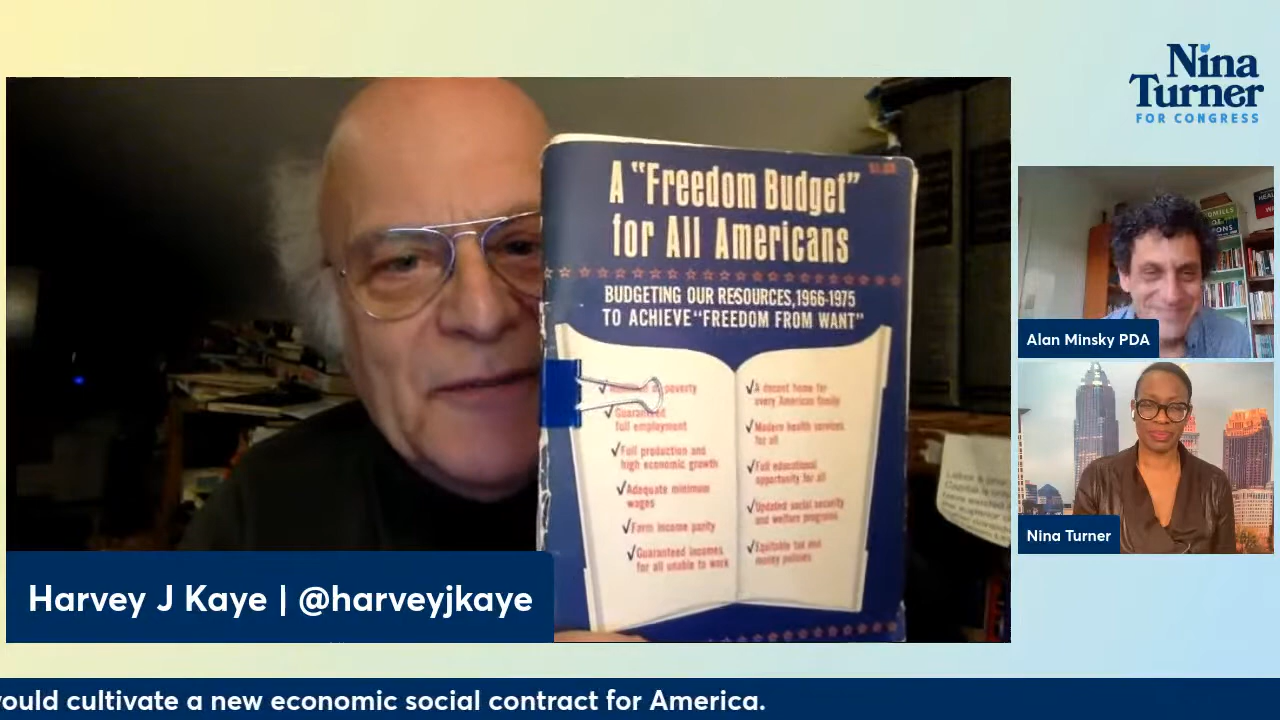 Nina
Turner
FOR CONGRESS
A "Freedom Budget"
for All Americans
BUDGETING OUR RESOURCES, 1966-1975
TO ACHIEVE "FREEDOM FROM WANT"
poverty
Guaranteed
full employment
Full production and
high economic growth
Adequate minimum
wages
Farm income parity
Guaranteed incomes
for all unable to work
A decent home for
every American family
Modern health services
for all
Full educational
opportunity for all
Updated social security
and welfare programs
Equitable tax and
money policies
Alan Minsky PDA
Nina Turner
Harvey J Kaye | @harveyjkaye
would cultivate a new economic social contract for America.